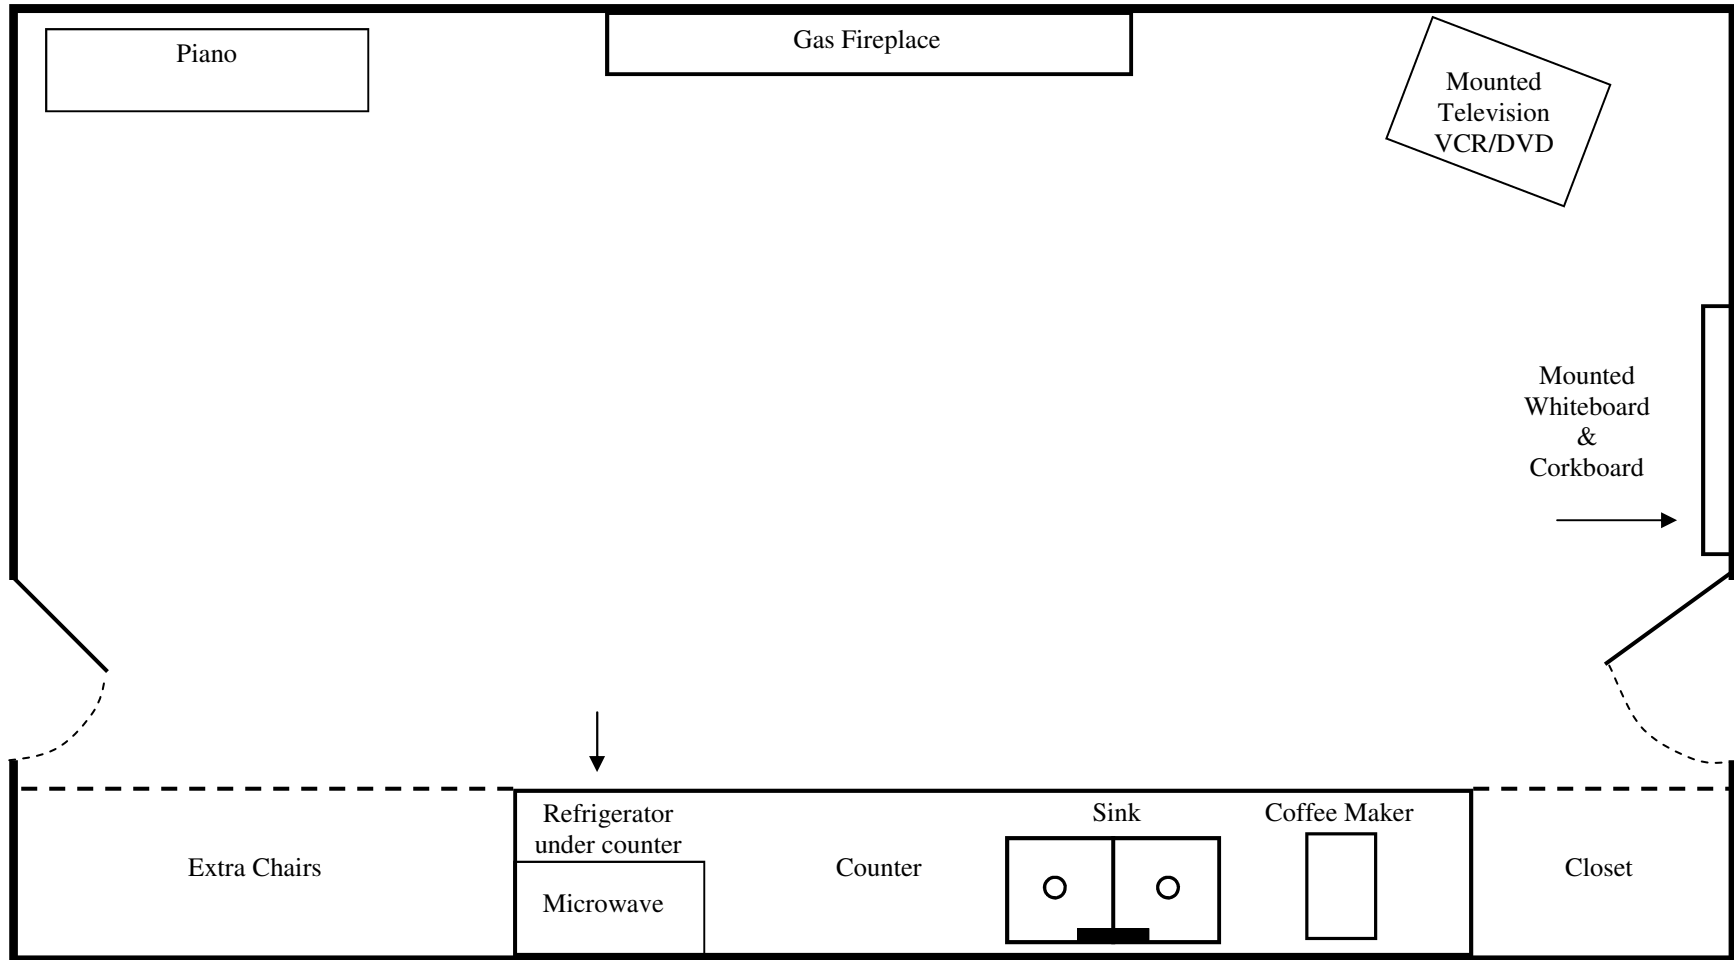 Piano
Gas Fireplace
Mounted
Television
VCR/DVD
Mounted
Whiteboard
&
Corkboard
Refrigerator
under counter
Microwave
Extra Chairs
Counter
Sink
Coffee Maker
Closet